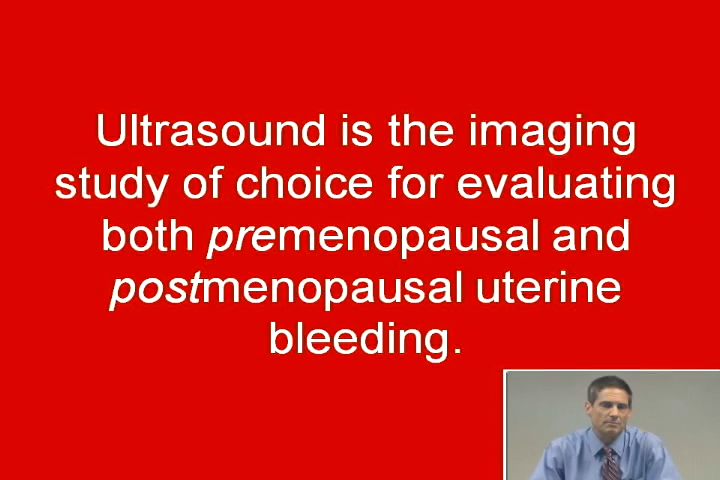 Ultrasound is the imaging
study of choice for evaluating
both premenopausal and
postmenopausal uterine
bleeding.